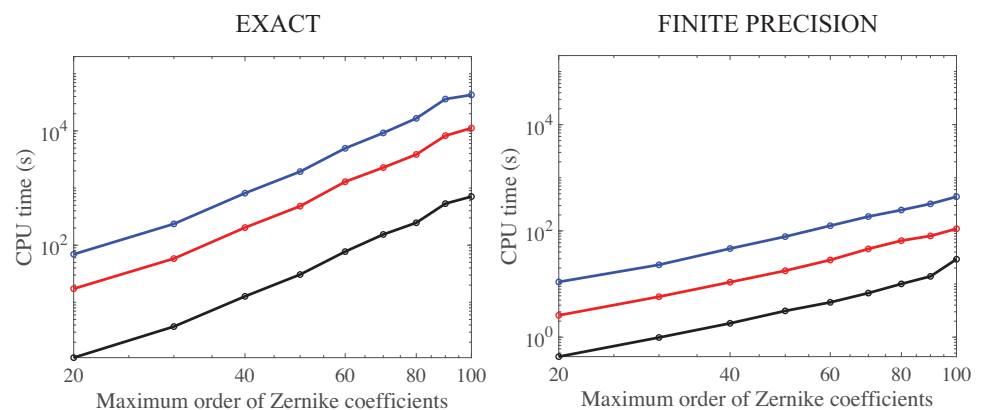 EXACT
CPU time (s)
10^4
10^2
20
40
60
80
100
Maximum order of Zernike coefficients
FINITE PRECISION
CPU time (s)
10^4
10^2
10^0
20
40
60
80
100
Maximum order of Zernike coefficients